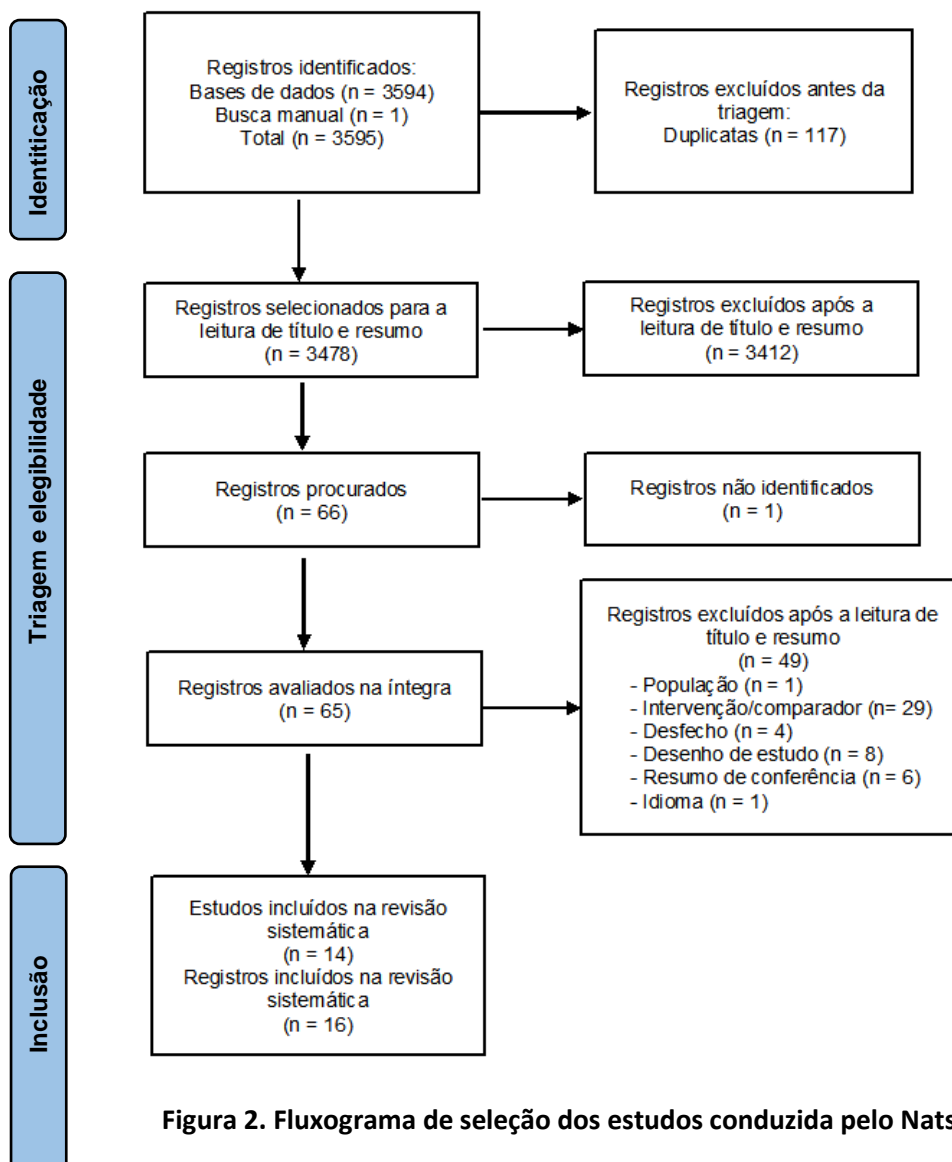 Identiticação
Registros identificados:
Bases de dados (n = 3594)
Busca manual (n = 1)
Total (n = 3595)
Registros excluídos antes da
triagem:
Duplicatas (n = 117)
Triagem e elegibilidade
Registros selecionados para a
leitura de título e resumo
(n = 3478)
Registros excluídos após a
leitura de título e resumo
(n = 3412)
Registros procurados
(n = 66)
Registros não identificados
(n = 1)
Registros avaliados na íntegra
(n = 65)
Registros excluídos após a leitura de
título e resumo
(n = 49)
- População (n = 1)
- Intervenção/comparador (n= 29)
- Desfecho (n = 4)
- Desenho de estudo (n = 8)
- Resumo de conferência (n = 6)
- Idioma (n = 1)
Inclusão
Estudos incluídos na revisão
sistemática
(n = 14)
Registros incluídos na revisão
sistemática
(n = 16)
Figura 2. Fluxograma de seleção dos estudos conduzida pelo Nats